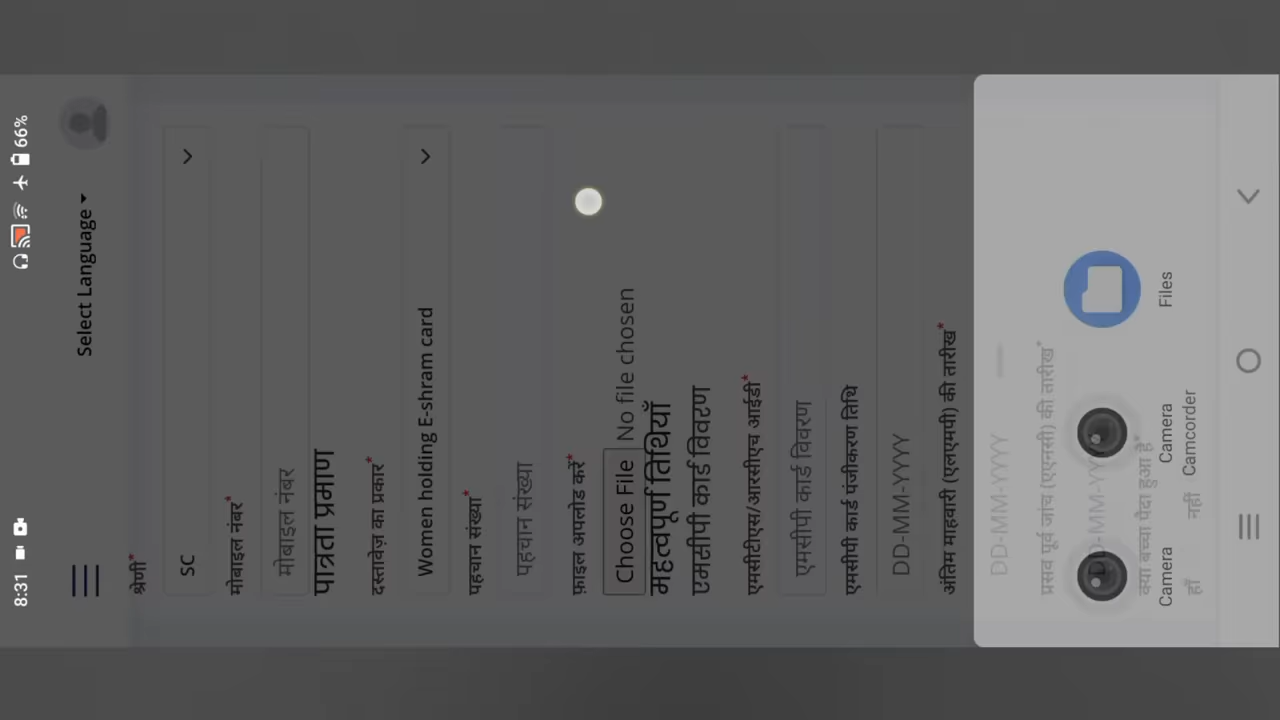 8:31
66%
Select Language
श्रेणी*
SC
मोबाइल नंबर*
मोबाइल नंबर
पात्रता प्रमाण
दस्तावेज़ का प्रकार*
Women holding E-shram card
पहचान संख्या*
पहचान संख्या
फ़ाइल अपलोड करें*
Choose File No file chosen
महत्वपूर्ण तिथियाँ
एमसीपी कार्ड विवरण
एमसीटीएस/आरसीएच आईडी*
एमसीपी कार्ड विवरण
एमसीपी कार्ड पंजीकरण तिथि
DD-MM-YYYY
अंतिम माहवारी (एलएमपी) की तारीख*
DD-MM-YYYY
प्रसव पूर्व जांच (एएनसी) की तारीख*
DD-MM-YYYY
क्या बच्चा पैदा हुआ है*
हाँ नहीं
Camera
Camera
Camcorder
Files